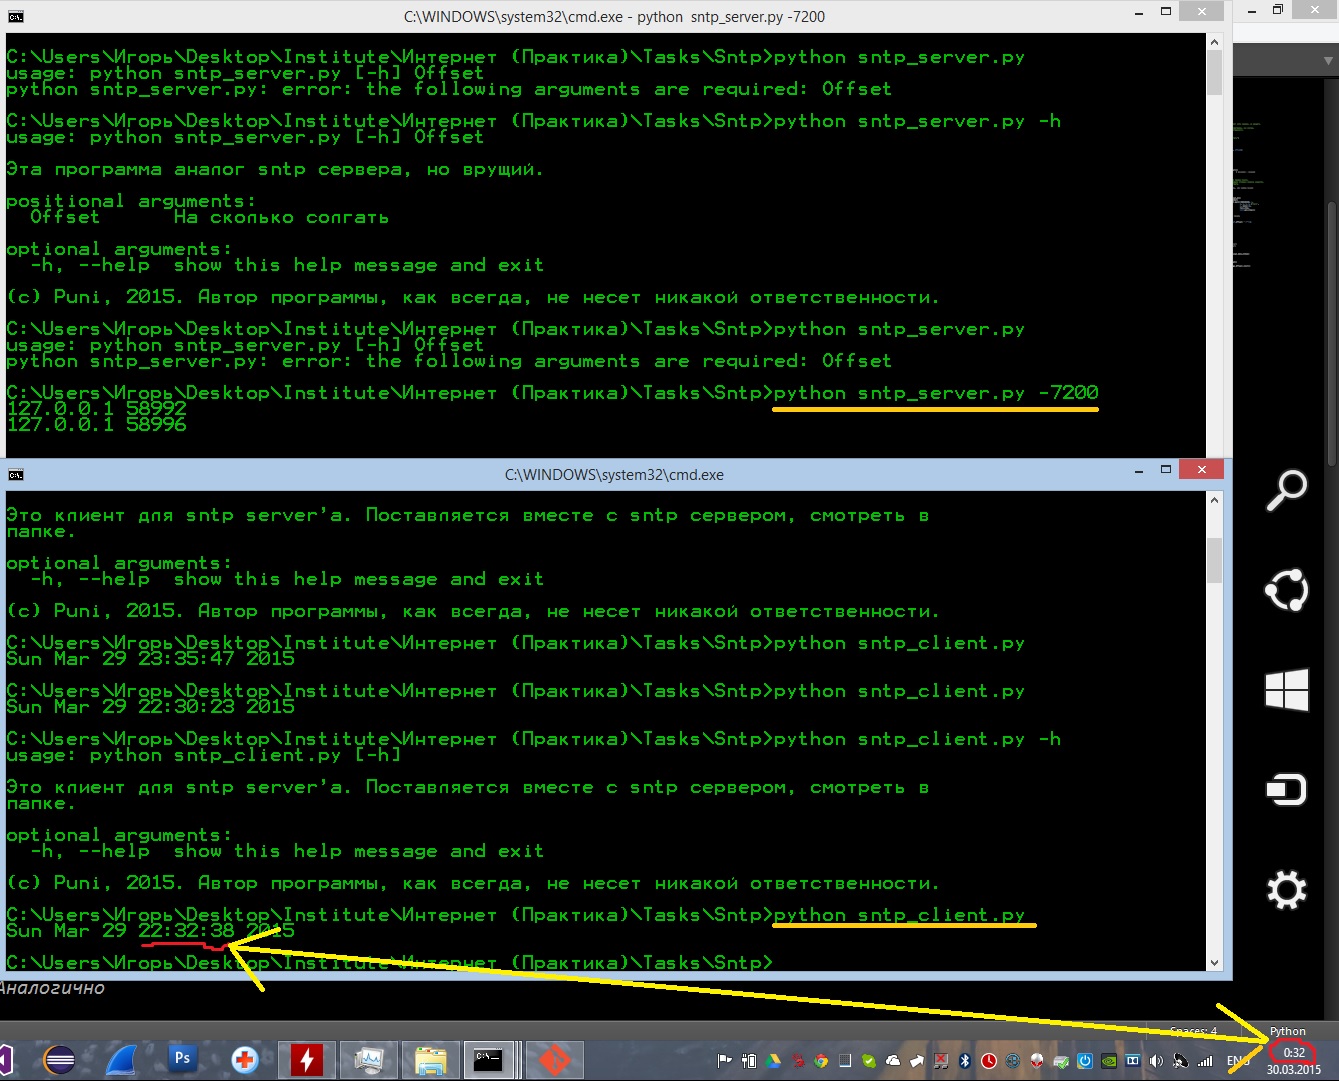 C:\WINDOWS\system32\cmd.exe - python  sntp_server.py -7200
C:\Users\Игорь\Desktop\Institute\Интернет (Практика)\Tasks\Sntp>python sntp_server.py
usage: python sntp_server.py [-h] Offset
python sntp_server.py: error: the following arguments are required: Offset
C:\Users\Игорь\Desktop\Institute\Интернет (Практика)\Tasks\Sntp>python sntp_server.py -h
usage: python sntp_server.py [-h] Offset
Эта программа аналог sntp сервера, но врущий.
positional arguments:
  Offset      На сколько солгать
optional arguments:
  -h, --help  show this help message and exit
(c) Puni, 2015. Автор программы, как всегда, не несет никакой ответственности.
C:\Users\Игорь\Desktop\Institute\Интернет (Практика)\Tasks\Sntp>python sntp_server.py
usage: python sntp_server.py [-h] Offset
python sntp_server.py: error: the following arguments are required: Offset
C:\Users\Игорь\Desktop\Institute\Интернет (Практика)\Tasks\Sntp>python sntp_server.py -7200
127.0.0.1 58992
127.0.0.1 58996
C:\WINDOWS\system32\cmd.exe
Это клиент для sntp server'а. Поставляется вместе с sntp сервером, смотреть в
папке.
optional arguments:
  -h, --help  show this help message and exit
(c) Puni, 2015. Автор программы, как всегда, не несет никакой ответственности.
C:\Users\Игорь\Desktop\Institute\Интернет (Практика)\Tasks\Sntp>python sntp_client.py
Sun Mar 29 23:35:47 2015
C:\Users\Игорь\Desktop\Institute\Интернет (Практика)\Tasks\Sntp>python sntp_client.py
Sun Mar 29 22:30:23 2015
C:\Users\Игорь\Desktop\Institute\Интернет (Практика)\Tasks\Sntp>python sntp_client.py -h
usage: python sntp_client.py [-h]
Это клиент для sntp server'а. Поставляется вместе с sntp сервером, смотреть в
папке.
optional arguments:
  -h, --help  show this help message and exit
(c) Puni, 2015. Автор программы, как всегда, не несет никакой ответственности.
C:\Users\Игорь\Desktop\Institute\Интернет (Практика)\Tasks\Sntp>python sntp_client.py
Sun Mar 29 22:32:38 2015
C:\Users\Игорь\Desktop\Institute\Интернет (Практика)\Tasks\Sntp>
Аналогично
Spaces: 4 Python
Ps
ENG 0:32
30.03.2015